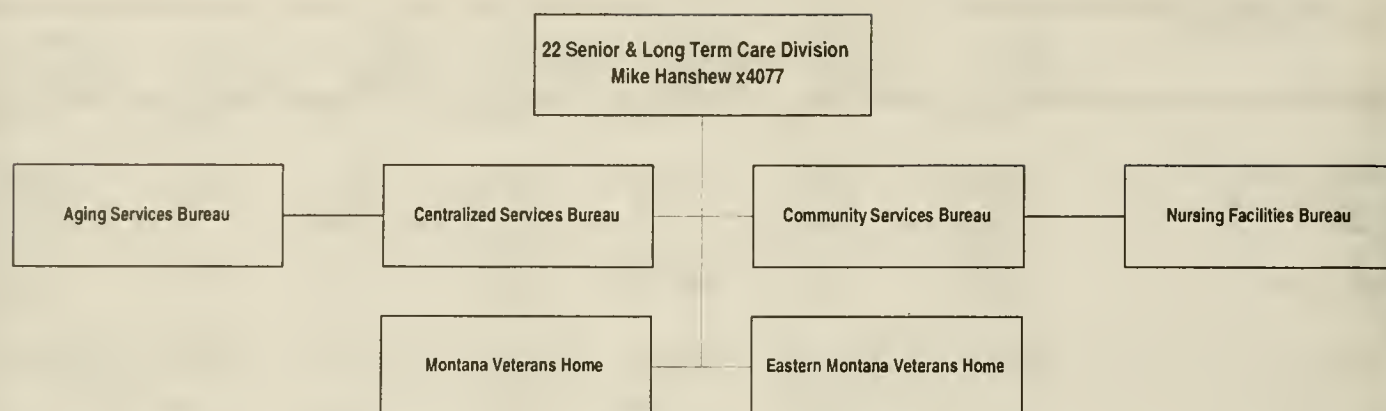 22 Senior & Long Term Care Division
Mike Hanshew x4077
Aging Services Bureau
Centralized Services Bureau
Community Services Bureau
Nursing Facilities Bureau
Montana Veterans Home
Eastern Montana Veterans Home